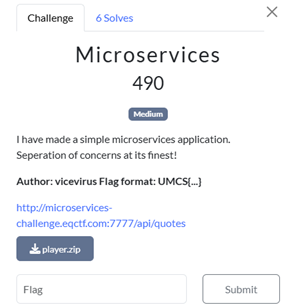 Challenge
6 Solves
Microservices
490
Medium
I have made a simple microservices application.
Seperation of concerns at its finest!
Author: vicevirus Flag format: UMCS{...}
http://microservices-
challenge.eqctf.com:7777/api/quotes
player.zip
Flag
Submit